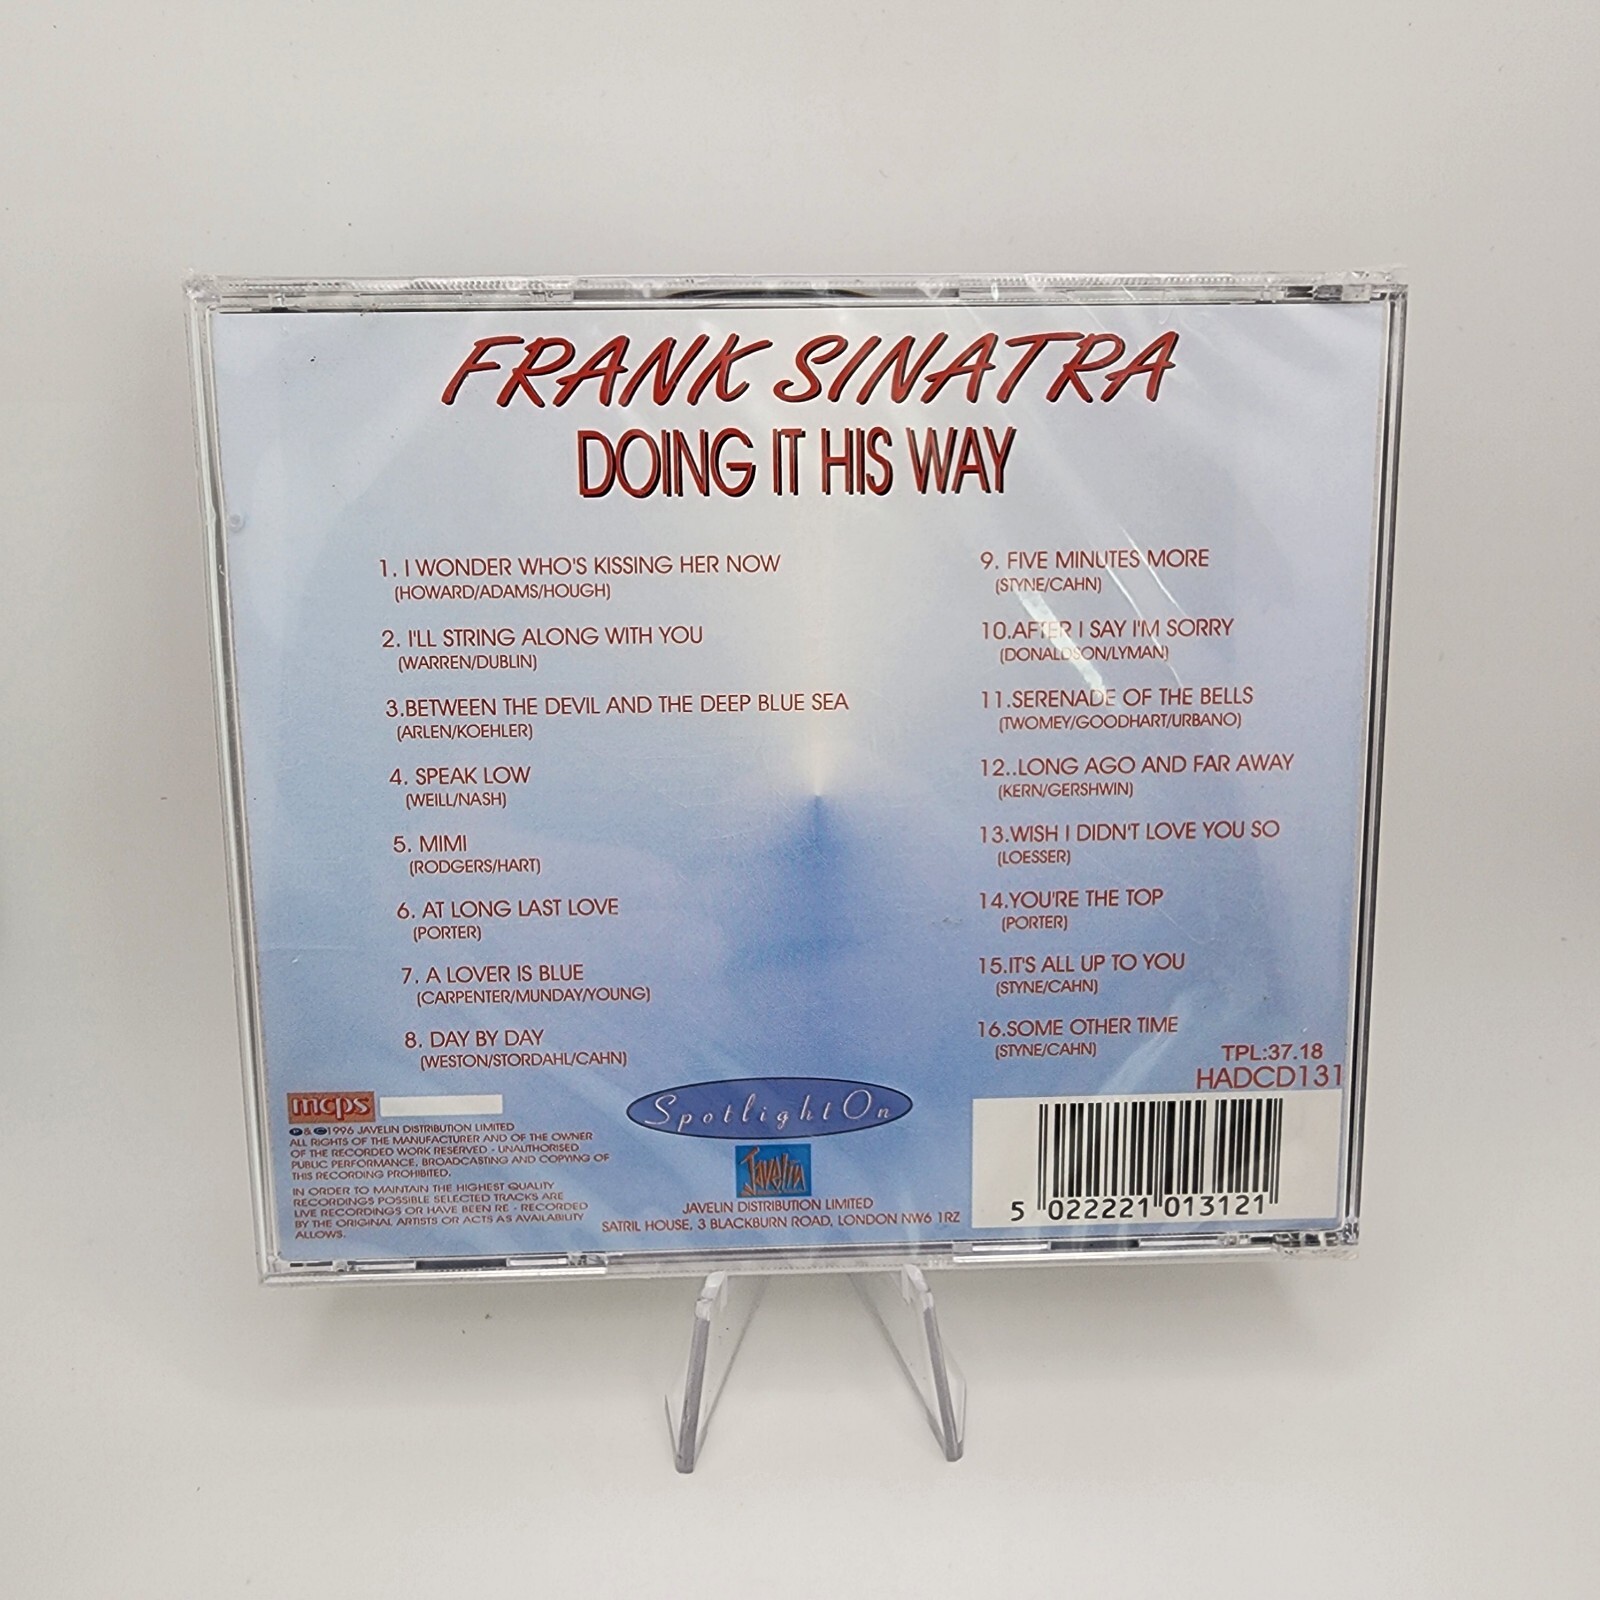 FRANK SINATRA
DOING IT HIS WAY
1. I WONDER WHO'S KISSING HER NOW
(HOWARD/ADAMS/HOUGH)
2. I'LL STRING ALONG WITH YOU
(WARREN/DUBLIN)
3.BETWEEN THE DEVIL AND THE DEEP BLUE SEA
(ARLEN/KOEHLER)
4. SPEAK LOW
(WEILL/NASH)
5. MIMI
(RODGERS/HART)
6. AT LONG LAST LOVE
(PORTER)
7. A LOVER IS BLUE
(CARPENTER/MUNDAY/YOUNG)
8. DAY BY DAY
(WESTON/STORDAHL/CAHN)
9. FIVE MINUTES MORE
(STYNE/CAHN)
10.AFTER I SAY I'M SORRY
(DONALDSON/LYMAN)
11.SERENADE OF THE BELLS
(TWOMEY/GOODHART/URBANO)
12..LONG AGO AND FAR AWAY
(KERN/GERSHWIN)
13.WISH I DIDN'T LOVE YOU SO
(LOESSER)
14.YOU'RE THE TOP
(PORTER)
15.IT'S ALL UP TO YOU
(STYNE/CAHN)
16.SOME OTHER TIME
(STYNE/CAHN)
TPL:37.18
HADCD131
mcps
℗ & ©1996 JAVELIN DISTRIBUTION LIMITED
ALL RIGHTS OF THE MANUFACTURER AND OF THE OWNER
OF THE RECORDED WORK RESERVED - UNAUTHORISED
PUBLIC PERFORMANCE, BROADCASTING AND COPYING OF
THIS RECORDING PROHIBITED.
IN ORDER TO MAINTAIN THE HIGHEST QUALITY
RECORDINGS POSSIBLE SELECTED TRACKS ARE
LIVE RECORDINGS OR HAVE BEEN RE - RECORDED
BY THE ORIGINAL ARTISTS OR ACTS AS AVAILABILITY
ALLOWS.
Spotlight On
Javelin
JAVELIN DISTRIBUTION LIMITED
SATRIL HOUSE, 3 BLACKBURN ROAD, LONDON NW6 1RZ
5 022221 013121